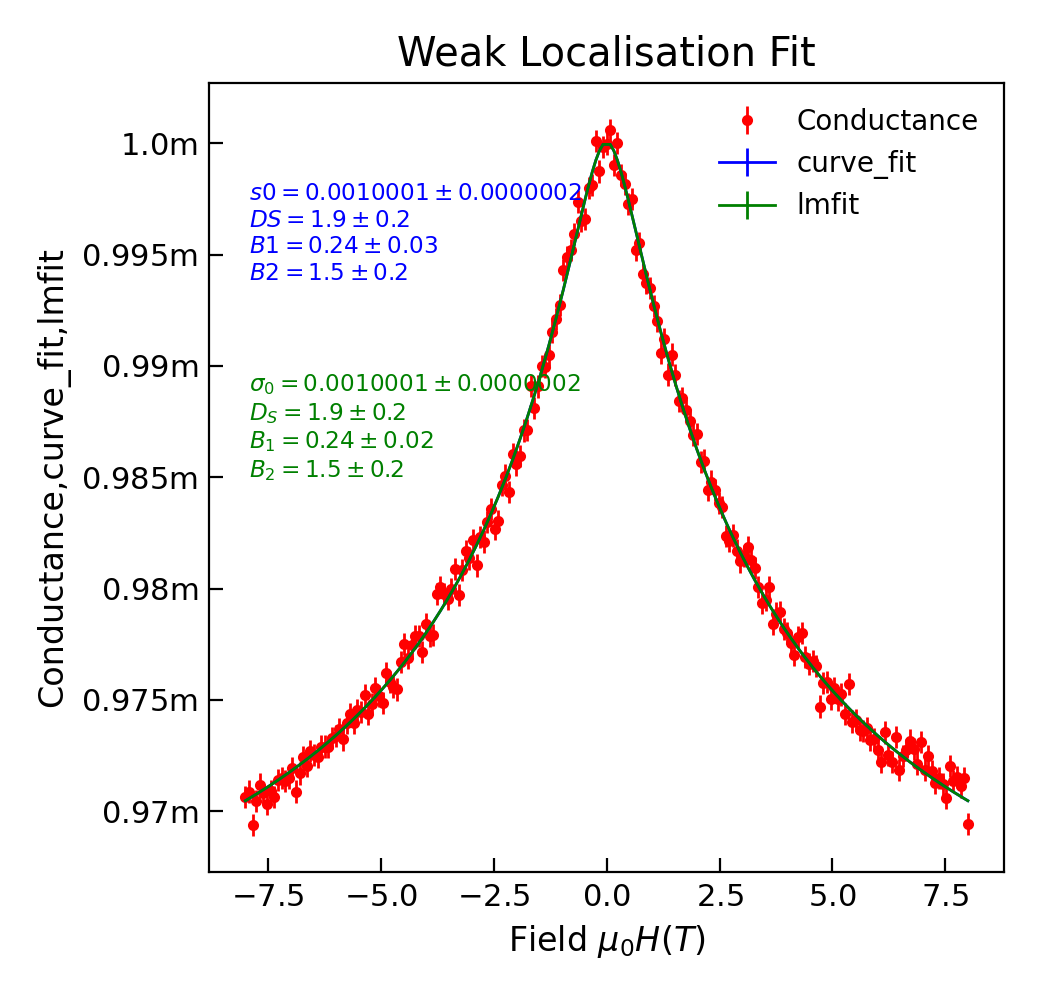 Weak Localisation Fit
Conductance
curve_fit
lmfit
s0 = 0.0010001 ± 0.0000002
DS = 1.9 ± 0.2
B1 = 0.24 ± 0.03
B2 = 1.5 ± 0.2
σ₀ = 0.0010001 ± 0.0000002
D_S = 1.9 ± 0.2
B₁ = 0.24 ± 0.02
B₂ = 1.5 ± 0.2
Conductance,curve_fit,lmfit
1.0m
0.995m
0.99m
0.985m
0.98m
0.975m
0.97m
−7.5 −5.0 −2.5 0.0 2.5 5.0 7.5
Field μ₀H(T)